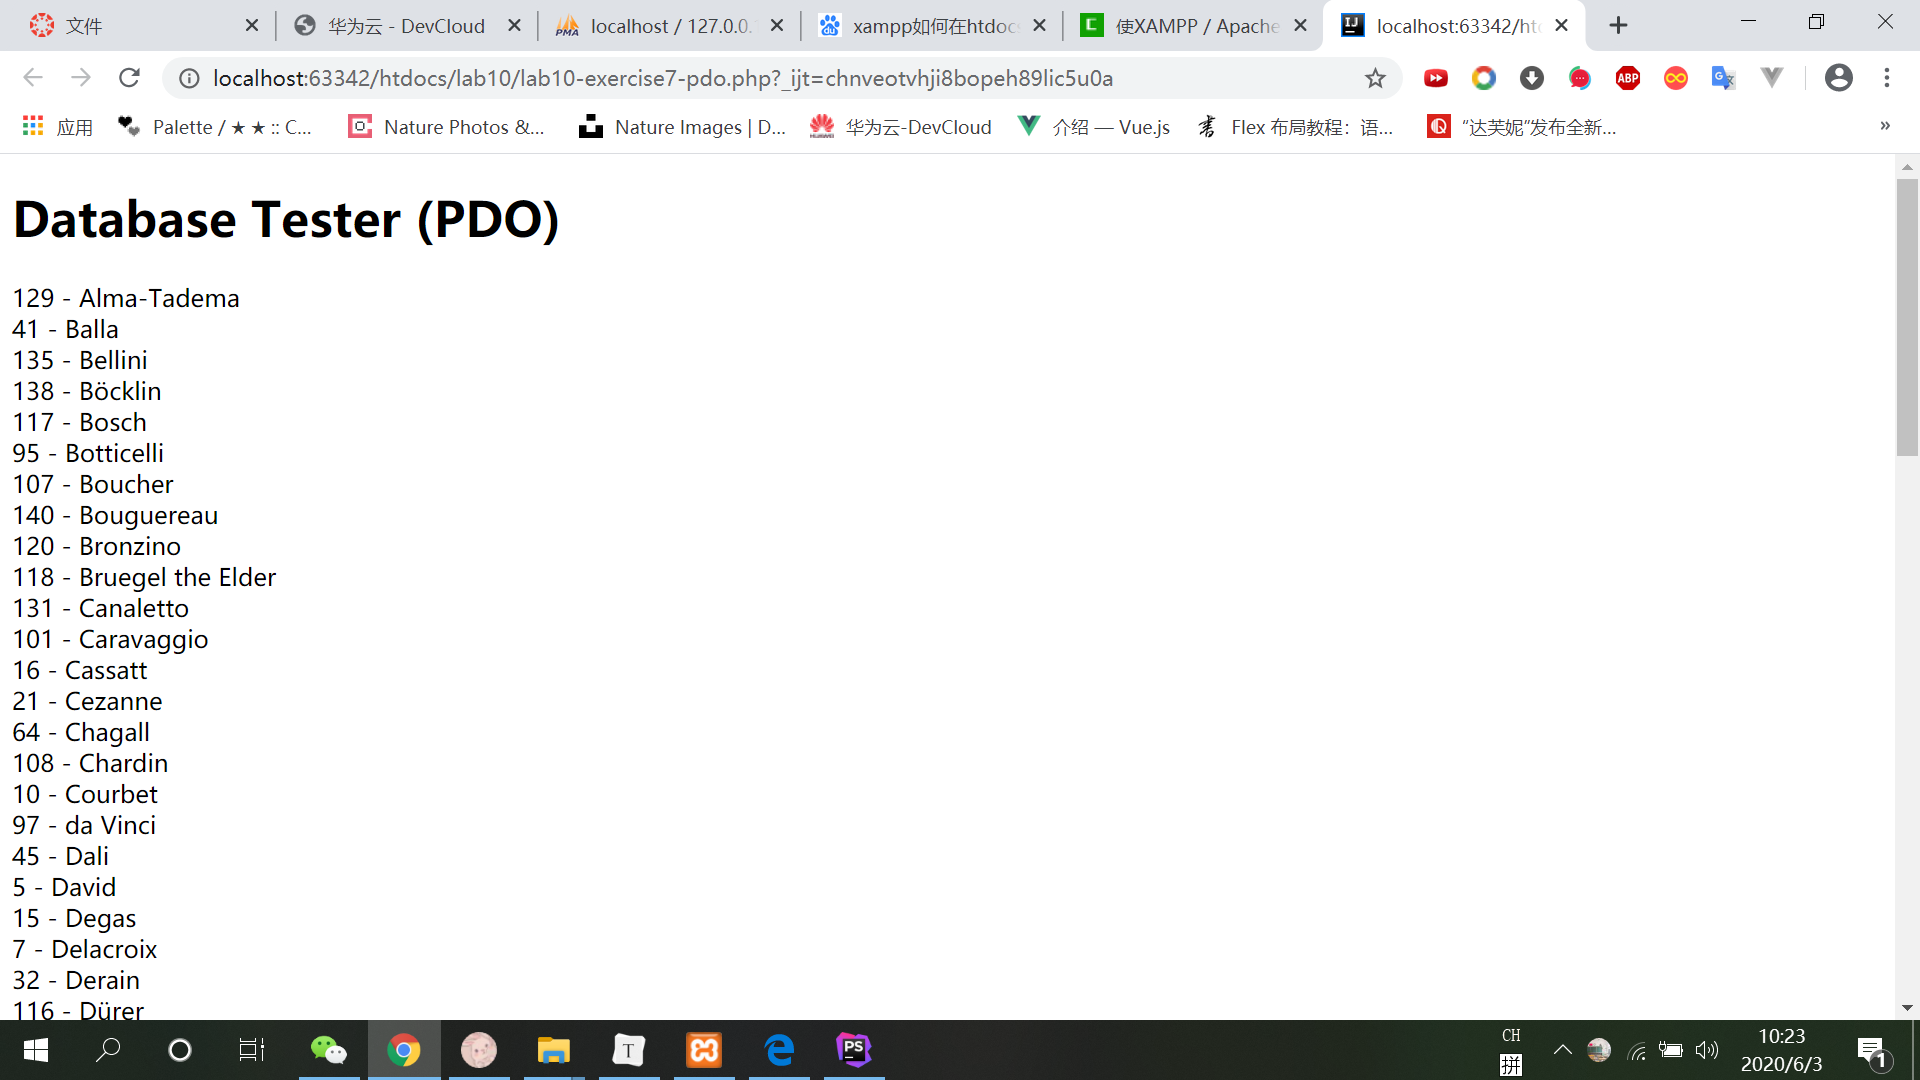 文件
华为云 - DevCloud
localhost / 127.0.0.
xampp如何在htdoc
使XAMPP / Apache
localhost:63342/ht
localhost:63342/htdocs/lab10/lab10-exercise7-pdo.php?_ijt=chnveotvhji8bopeh89lic5u0a
ABP
应用
Palette / ★ ★ :: C...
Nature Photos &...
Nature Images | D...
华为云-DevCloud
介绍 — Vue.js
Flex 布局教程：语...
“达芙妮”发布全新...
»
Database Tester (PDO)
129 - Alma-Tadema
41 - Balla
135 - Bellini
138 - Böcklin
117 - Bosch
95 - Botticelli
107 - Boucher
140 - Bouguereau
120 - Bronzino
118 - Bruegel the Elder
131 - Canaletto
101 - Caravaggio
16 - Cassatt
21 - Cezanne
64 - Chagall
108 - Chardin
10 - Courbet
97 - da Vinci
45 - Dali
5 - David
15 - Degas
7 - Delacroix
32 - Derain
116 - Dürer
T
PS
CH
拼
10:23
2020/6/3
1